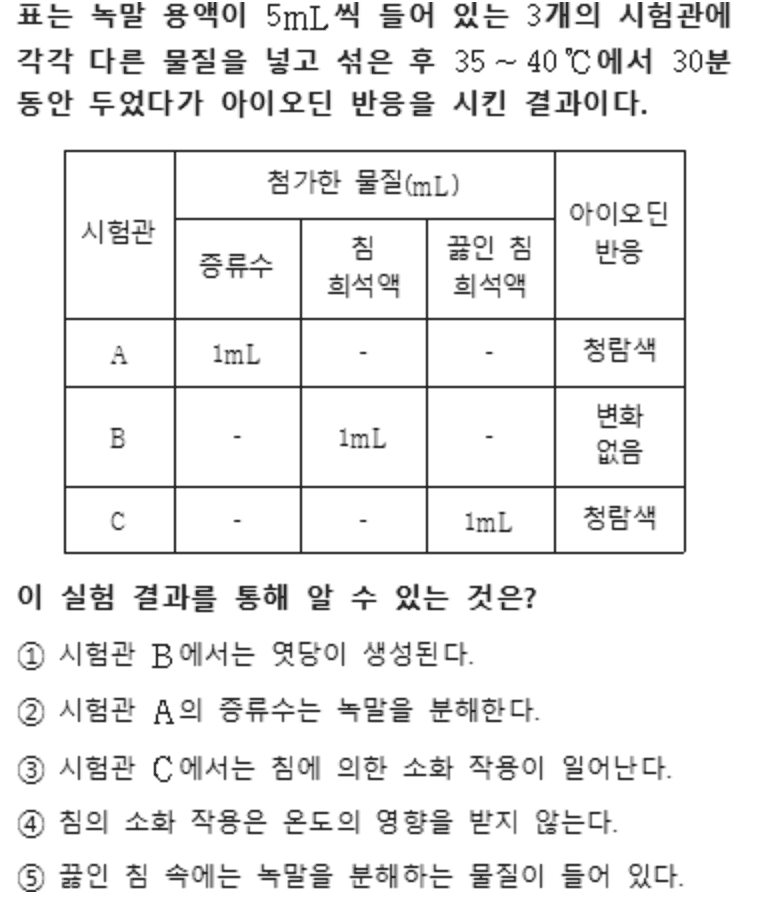 표는 녹말 용액이 5mL씩 들어 있는 3개의 시험관에
각각 다른 물질을 넣고 섞은 후 35 ~ 40 ℃에서 30분
동안 두었다가 아이오딘 반응을 시킨 결과이다.
시험관 첨가한 물질(mL) 아이오딘 반응
증류수 침 희석액 끓인 침 희석액
A 1mL - - 청람색
B - 1mL - 변화 없음
C - - 1mL 청람색
이 실험 결과를 통해 알 수 있는 것은?
① 시험관 B에서는 엿당이 생성된다.
② 시험관 A의 증류수는 녹말을 분해한다.
③ 시험관 C에서는 침에 의한 소화 작용이 일어난다.
④ 침의 소화 작용은 온도의 영향을 받지 않는다.
⑤ 끓인 침 속에는 녹말을 분해하는 물질이 들어 있다.